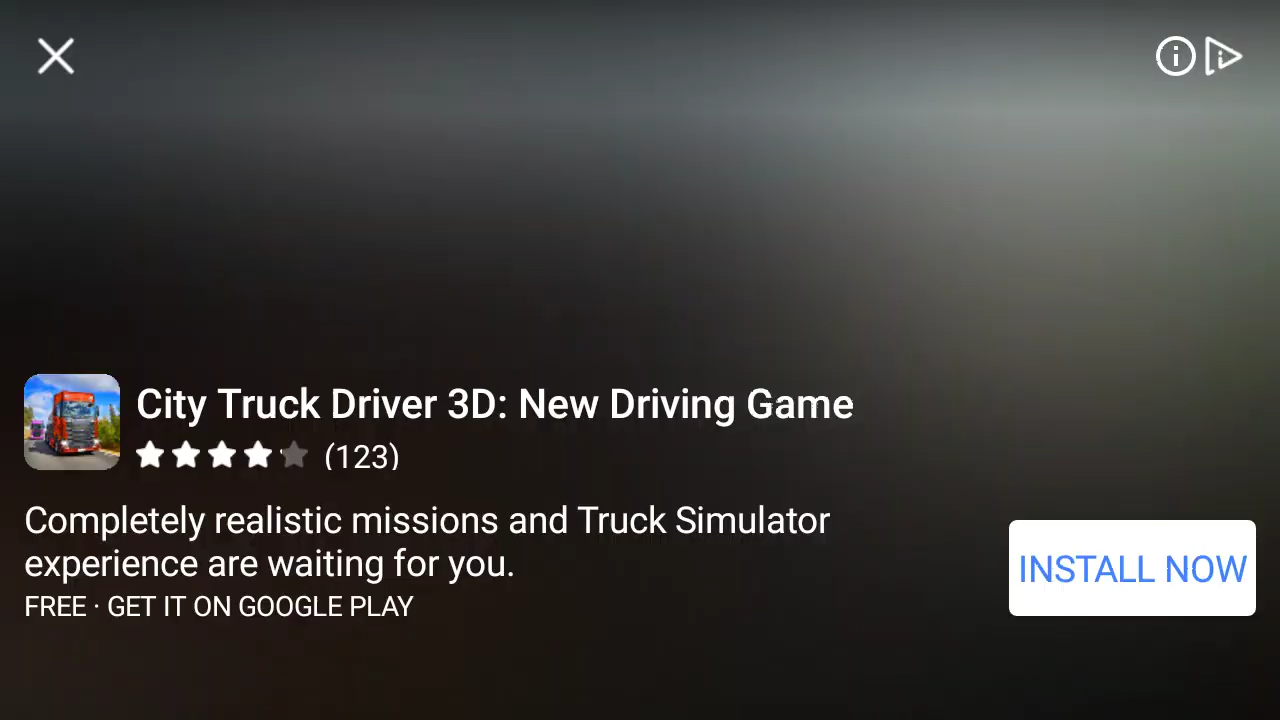 City Truck Driver 3D: New Driving Game
(123)
Completely realistic missions and Truck Simulator
experience are waiting for you.
FREE · GET IT ON GOOGLE PLAY
INSTALL NOW